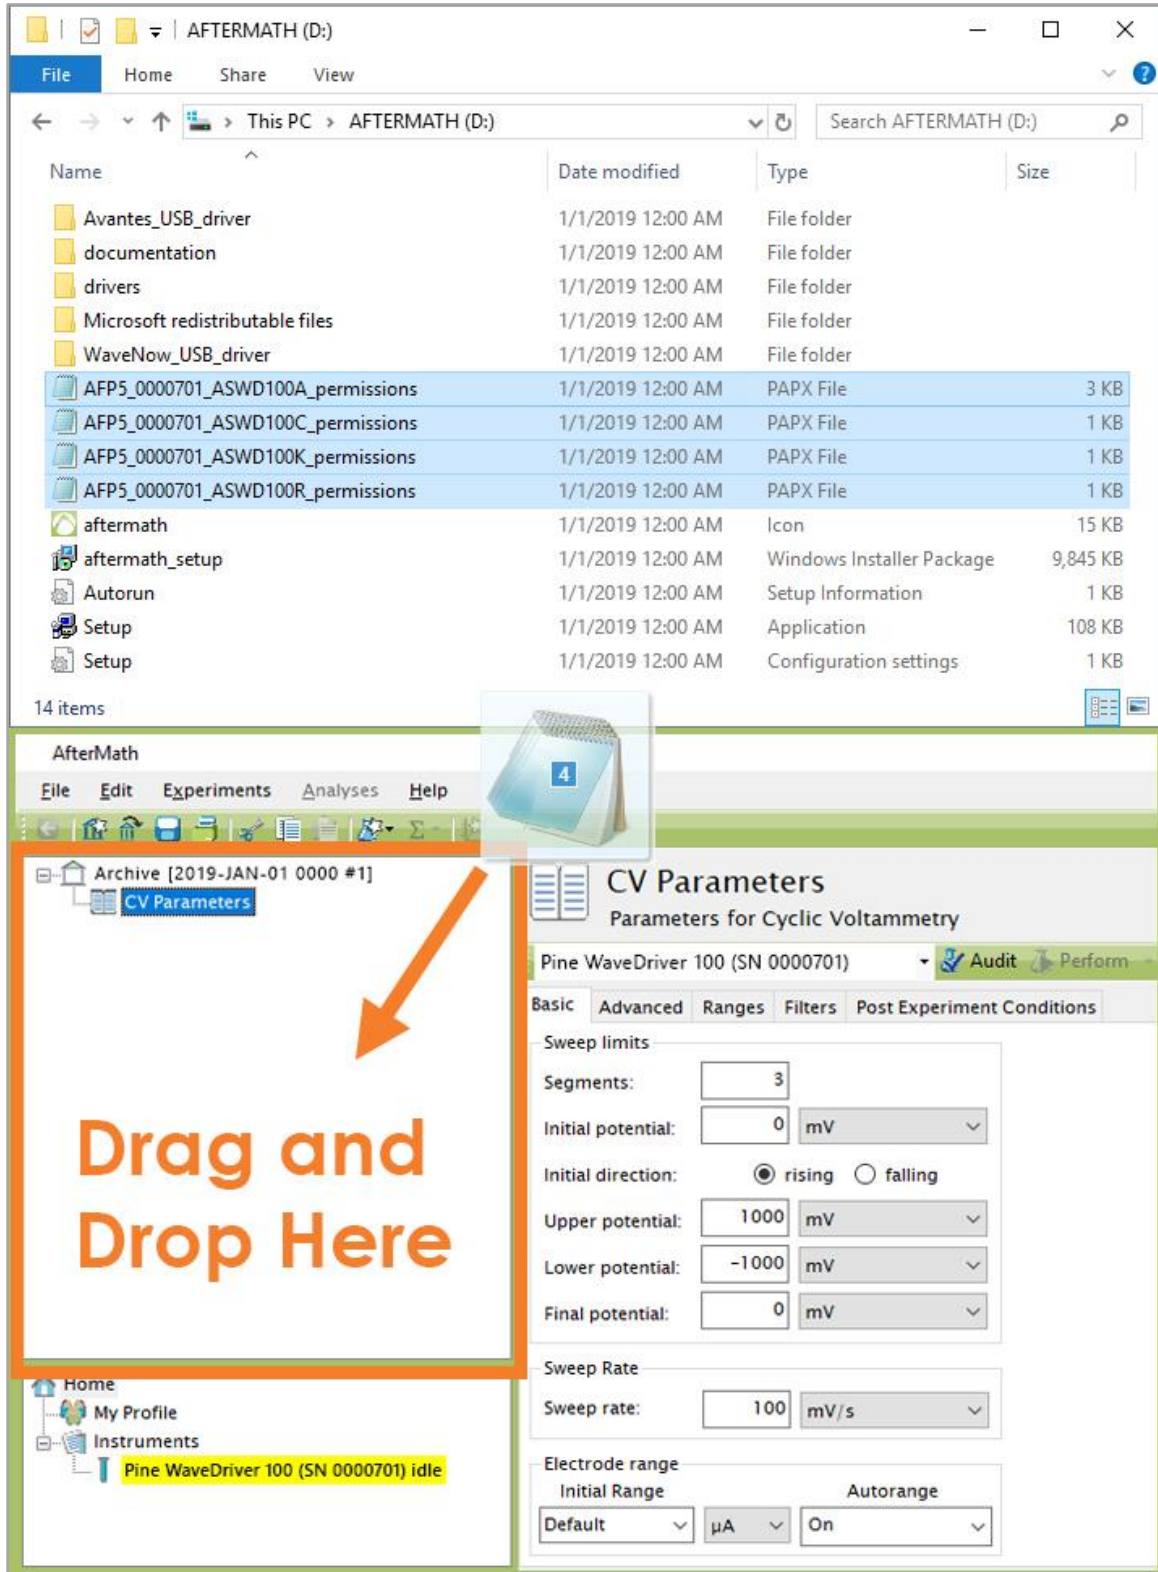 AFTERMATH (D:)
File Home Share View
This PC > AFTERMATH (D:) Search AFTERMATH (D:)
Name Date modified Type Size
Avantes_USB_driver 1/1/2019 12:00 AM File folder
documentation 1/1/2019 12:00 AM File folder
drivers 1/1/2019 12:00 AM File folder
Microsoft redistributable files 1/1/2019 12:00 AM File folder
WaveNow_USB_driver 1/1/2019 12:00 AM File folder
AFP5_0000701_ASWD100A_permissions 1/1/2019 12:00 AM PAPX File 3 KB
AFP5_0000701_ASWD100C_permissions 1/1/2019 12:00 AM PAPX File 1 KB
AFP5_0000701_ASWD100K_permissions 1/1/2019 12:00 AM PAPX File 1 KB
AFP5_0000701_ASWD100R_permissions 1/1/2019 12:00 AM PAPX File 1 KB
aftermath 1/1/2019 12:00 AM Icon 15 KB
aftermath_setup 1/1/2019 12:00 AM Windows Installer Package 9,845 KB
Autorun 1/1/2019 12:00 AM Setup Information 1 KB
Setup 1/1/2019 12:00 AM Application 108 KB
Setup 1/1/2019 12:00 AM Configuration settings 1 KB
14 items
4
AfterMath
File Edit Experiments Analyses Help
Archive [2019-JAN-01 0000 #1]
CV Parameters
Drag and
Drop Here
Home
My Profile
Instruments
Pine WaveDriver 100 (SN 0000701) idle
CV Parameters
Parameters for Cyclic Voltammetry
Pine WaveDriver 100 (SN 0000701) Audit Perform
Basic Advanced Ranges Filters Post Experiment Conditions
Sweep limits
Segments: 3
Initial potential: 0 mV
Initial direction: rising falling
Upper potential: 1000 mV
Lower potential: -1000 mV
Final potential: 0 mV
Sweep Rate
Sweep rate: 100 mV/s
Electrode range
Initial Range Autorange
Default µA On